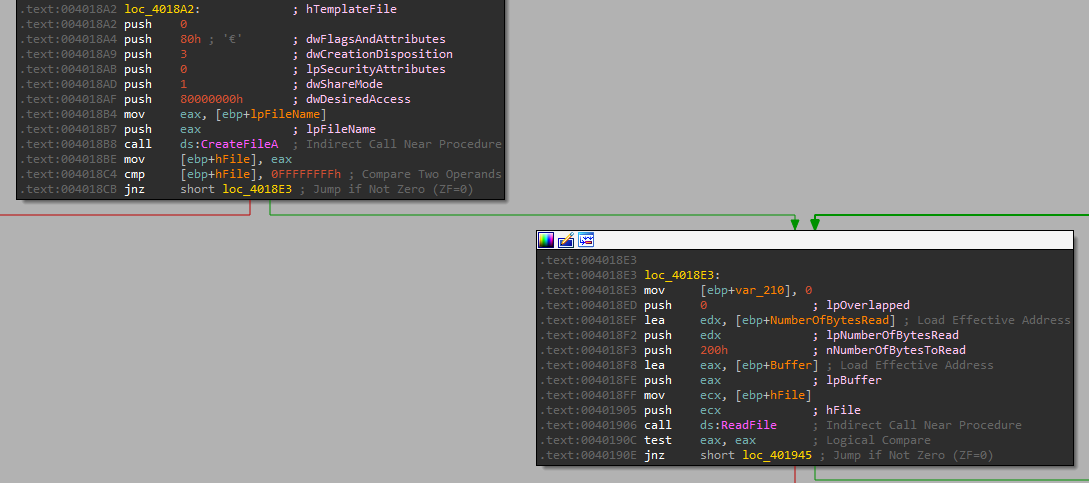 .text:004018A2 loc_4018A2: ; hTemplateFile
.text:004018A2 push 0
.text:004018A4 push 80h ; '€' ; dwFlagsAndAttributes
.text:004018A9 push 3 ; dwCreationDisposition
.text:004018AB push 0 ; lpSecurityAttributes
.text:004018AD push 1 ; dwShareMode
.text:004018AF push 80000000h ; dwDesiredAccess
.text:004018B4 mov eax, [ebp+lpFileName]
.text:004018B7 push eax ; lpFileName
.text:004018B8 call ds:CreateFileA ; Indirect Call Near Procedure
.text:004018BE mov [ebp+hFile], eax
.text:004018C4 cmp [ebp+hFile], 0FFFFFFFFh ; Compare Two Operands
.text:004018CB jnz short loc_4018E3 ; Jump if Not Zero (ZF=0)
.text:004018E3
.text:004018E3 loc_4018E3:
.text:004018E3 mov [ebp+var_210], 0
.text:004018ED push 0 ; lpOverlapped
.text:004018EF lea edx, [ebp+NumberOfBytesRead] ; Load Effective Address
.text:004018F2 push edx ; lpNumberOfBytesRead
.text:004018F3 push 200h ; nNumberOfBytesToRead
.text:004018F8 lea eax, [ebp+Buffer] ; Load Effective Address
.text:004018FE push eax ; lpBuffer
.text:004018FF mov ecx, [ebp+hFile]
.text:00401905 push ecx ; hFile
.text:00401906 call ds:ReadFile ; Indirect Call Near Procedure
.text:0040190C test eax, eax ; Logical Compare
.text:0040190E jnz short loc_401945 ; Jump if Not Zero (ZF=0)